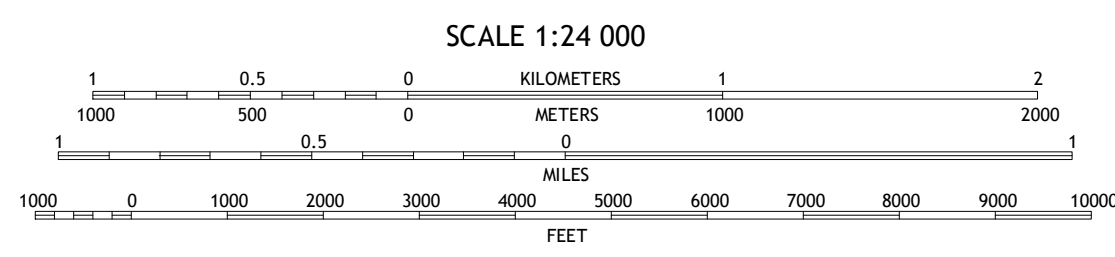 SCALE 1:24 000
1 0.5 0 KILOMETERS 1 2
1000 500 0 METERS 1000 2000
1 0.5 0 1
MILES
1000 0 1000 2000 3000 4000 5000 6000 7000 8000 9000 10000
FEET